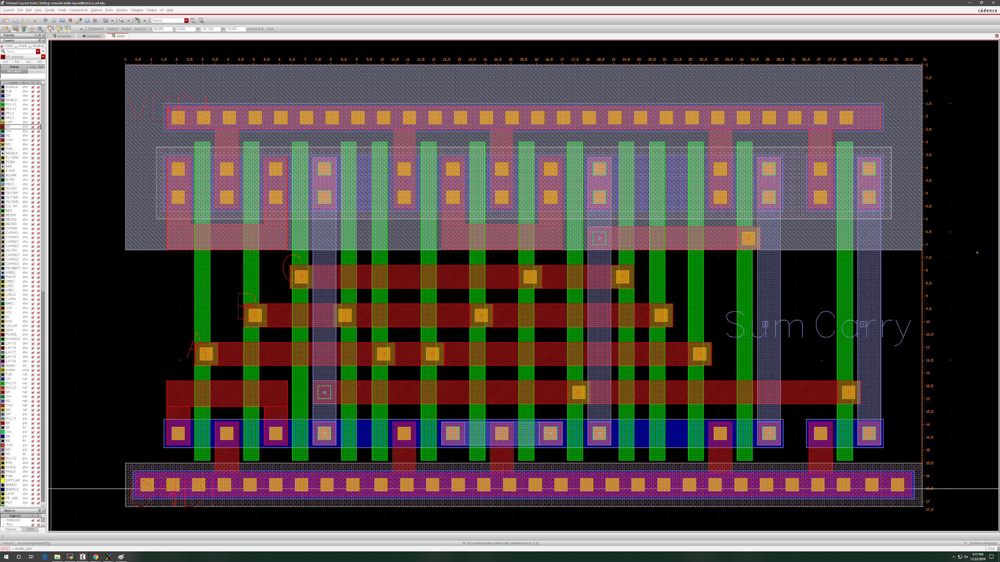 Virtuoso? Layout Suite L Editing: cmosvlsi adder layout@scln2.rc.usf.edu
Launch File Edit View Create Verify Connectivity Options Tools Window Optimize Calibre c5 Help
cādence
Classic
(F)Select:0 Sel(N):0 Sel(I):0 Sel(O):0 X 36.050 Y 9.200 dX -33.100 dY 15.450 Dist:36.528 Cmd:
Palette
andadder andadder adder
Layers
Valid Used Routing
Filter
M1 drawing
AV NV AS NS
Name Vis Sel
All Layers
Layer Pu... V S
instance drw
TUB drw
DIF drw
NFIELD drw
POLY1 drw
POLY2 drw
PPLS drw
NPLS drw
CNT drw
M1 drw
VIA drw
M2 drw
VIA2 drw
M3 drw
PAD drw
RESBLK drw
PLYIMID drw
TERM drw
ERR drw
EXDIF drw
BLKMK drw
BJTM drw
PBUS drw
NOTES drw
TEXTM1 drw
TEXTM2 drw
TEXTM3 drw
CO...NT drw
RES drw
RESM1 drw
RESM2 drw
RESM3 drw
CAPM9 drw
CAPM11 drw
CAPM12 drw
CAPM21 drw
CAPM22 drw
TEXTP1 drw
CAPM23 drw
CAPM32 drw
CAPM33 drw
PROBEPT drw
HIRES drw
THKGT drw
DREC drw
LREC drw
NREC drw
LREC2 drw
CAPM drw
RREC drw
V20 drw
V12 drw
NI drw
ESD drw
CELLM drw
DNW drw
PCHRS drw
HVNMNS drw
LAY15 drw
LAY16 drw
LAY17 drw
LAY18 drw
LAY34 drw
marker err
marker wng
TUB net
DIF net
POLY1 net
POLY2 net
M1 net
VIA net
M2 net
VIA2 net
M3 net
DIF pin
POLY1 pin
M1 pin
M1 lbl
VIA pin
M2 pin
M2 lbl
VIA2 pin
M3 pin
M3 lbl
POLY2 pin
RTB drw
HVDIO drw
PPBLK drw
PWB drw
DIFFCAP drw
BNDRY drw
BNDRY2 drw
LAY0 drw
PR...AM drw
PLO drw
Objects
Objects V S
Instances
Pins
Objects Grids
0 0.5 1 1.5 2 2.5 3 3.5 4 4.5 5 5.5 6 6.5 7 7.5 8 8.5 9 9.5 10 10.5 11 11.5 12 12.5 13 13.5 14 14.5 15 15.5 16 16.5 17 17.5 18 18.5 19 19.5 20 20.5 21 21.5 22 22.5 23 23.5 24 24.5 25 25.5 26 26.5 27 27.5 28 28.5 29 29.5 30 30.5 31
0
0.5
1
1.5
2
2.5
3
3.5
4
4.5
5
5.5
6
6.5
7
7.5
8
8.5
9
9.5
10
10.5
11
11.5
12
12.5
13
13.5
14
14.5
15
15.5
16
16.5
17
17.2
C
B
A
Sum Carry
mouse L: mouseSingleSelectPt() M: hiZoomAbsoluteScale(hiGetCurrentWindow() 0.9) R: _lxHiMousePopUp()
2(11) > modify_plot Cmd:
3:15 PM
11/23/2019